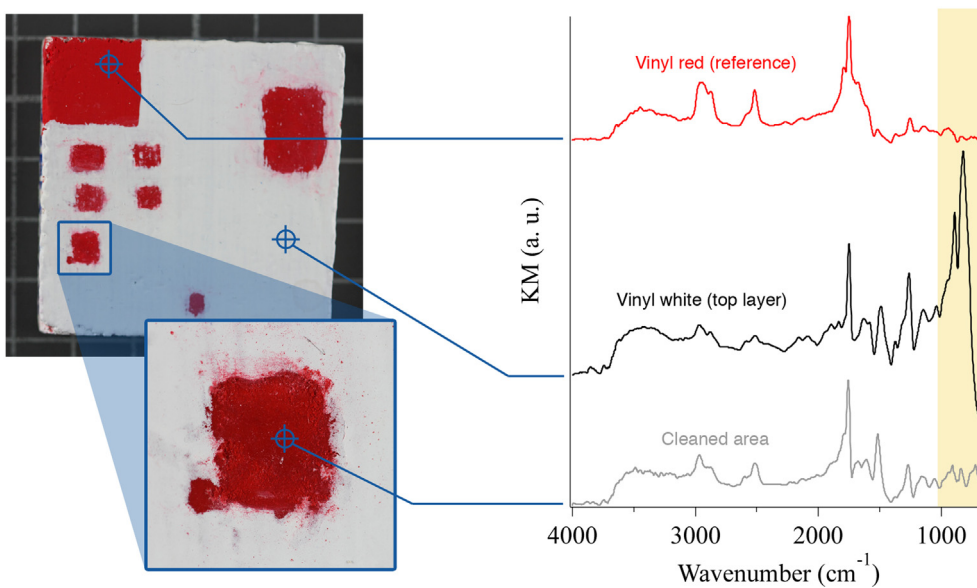 Vinyl red (reference)
Vinyl white (top layer)
Cleaned area
KM (a. u.)
4000 3000 2000 1000
Wavenumber (cm⁻¹)